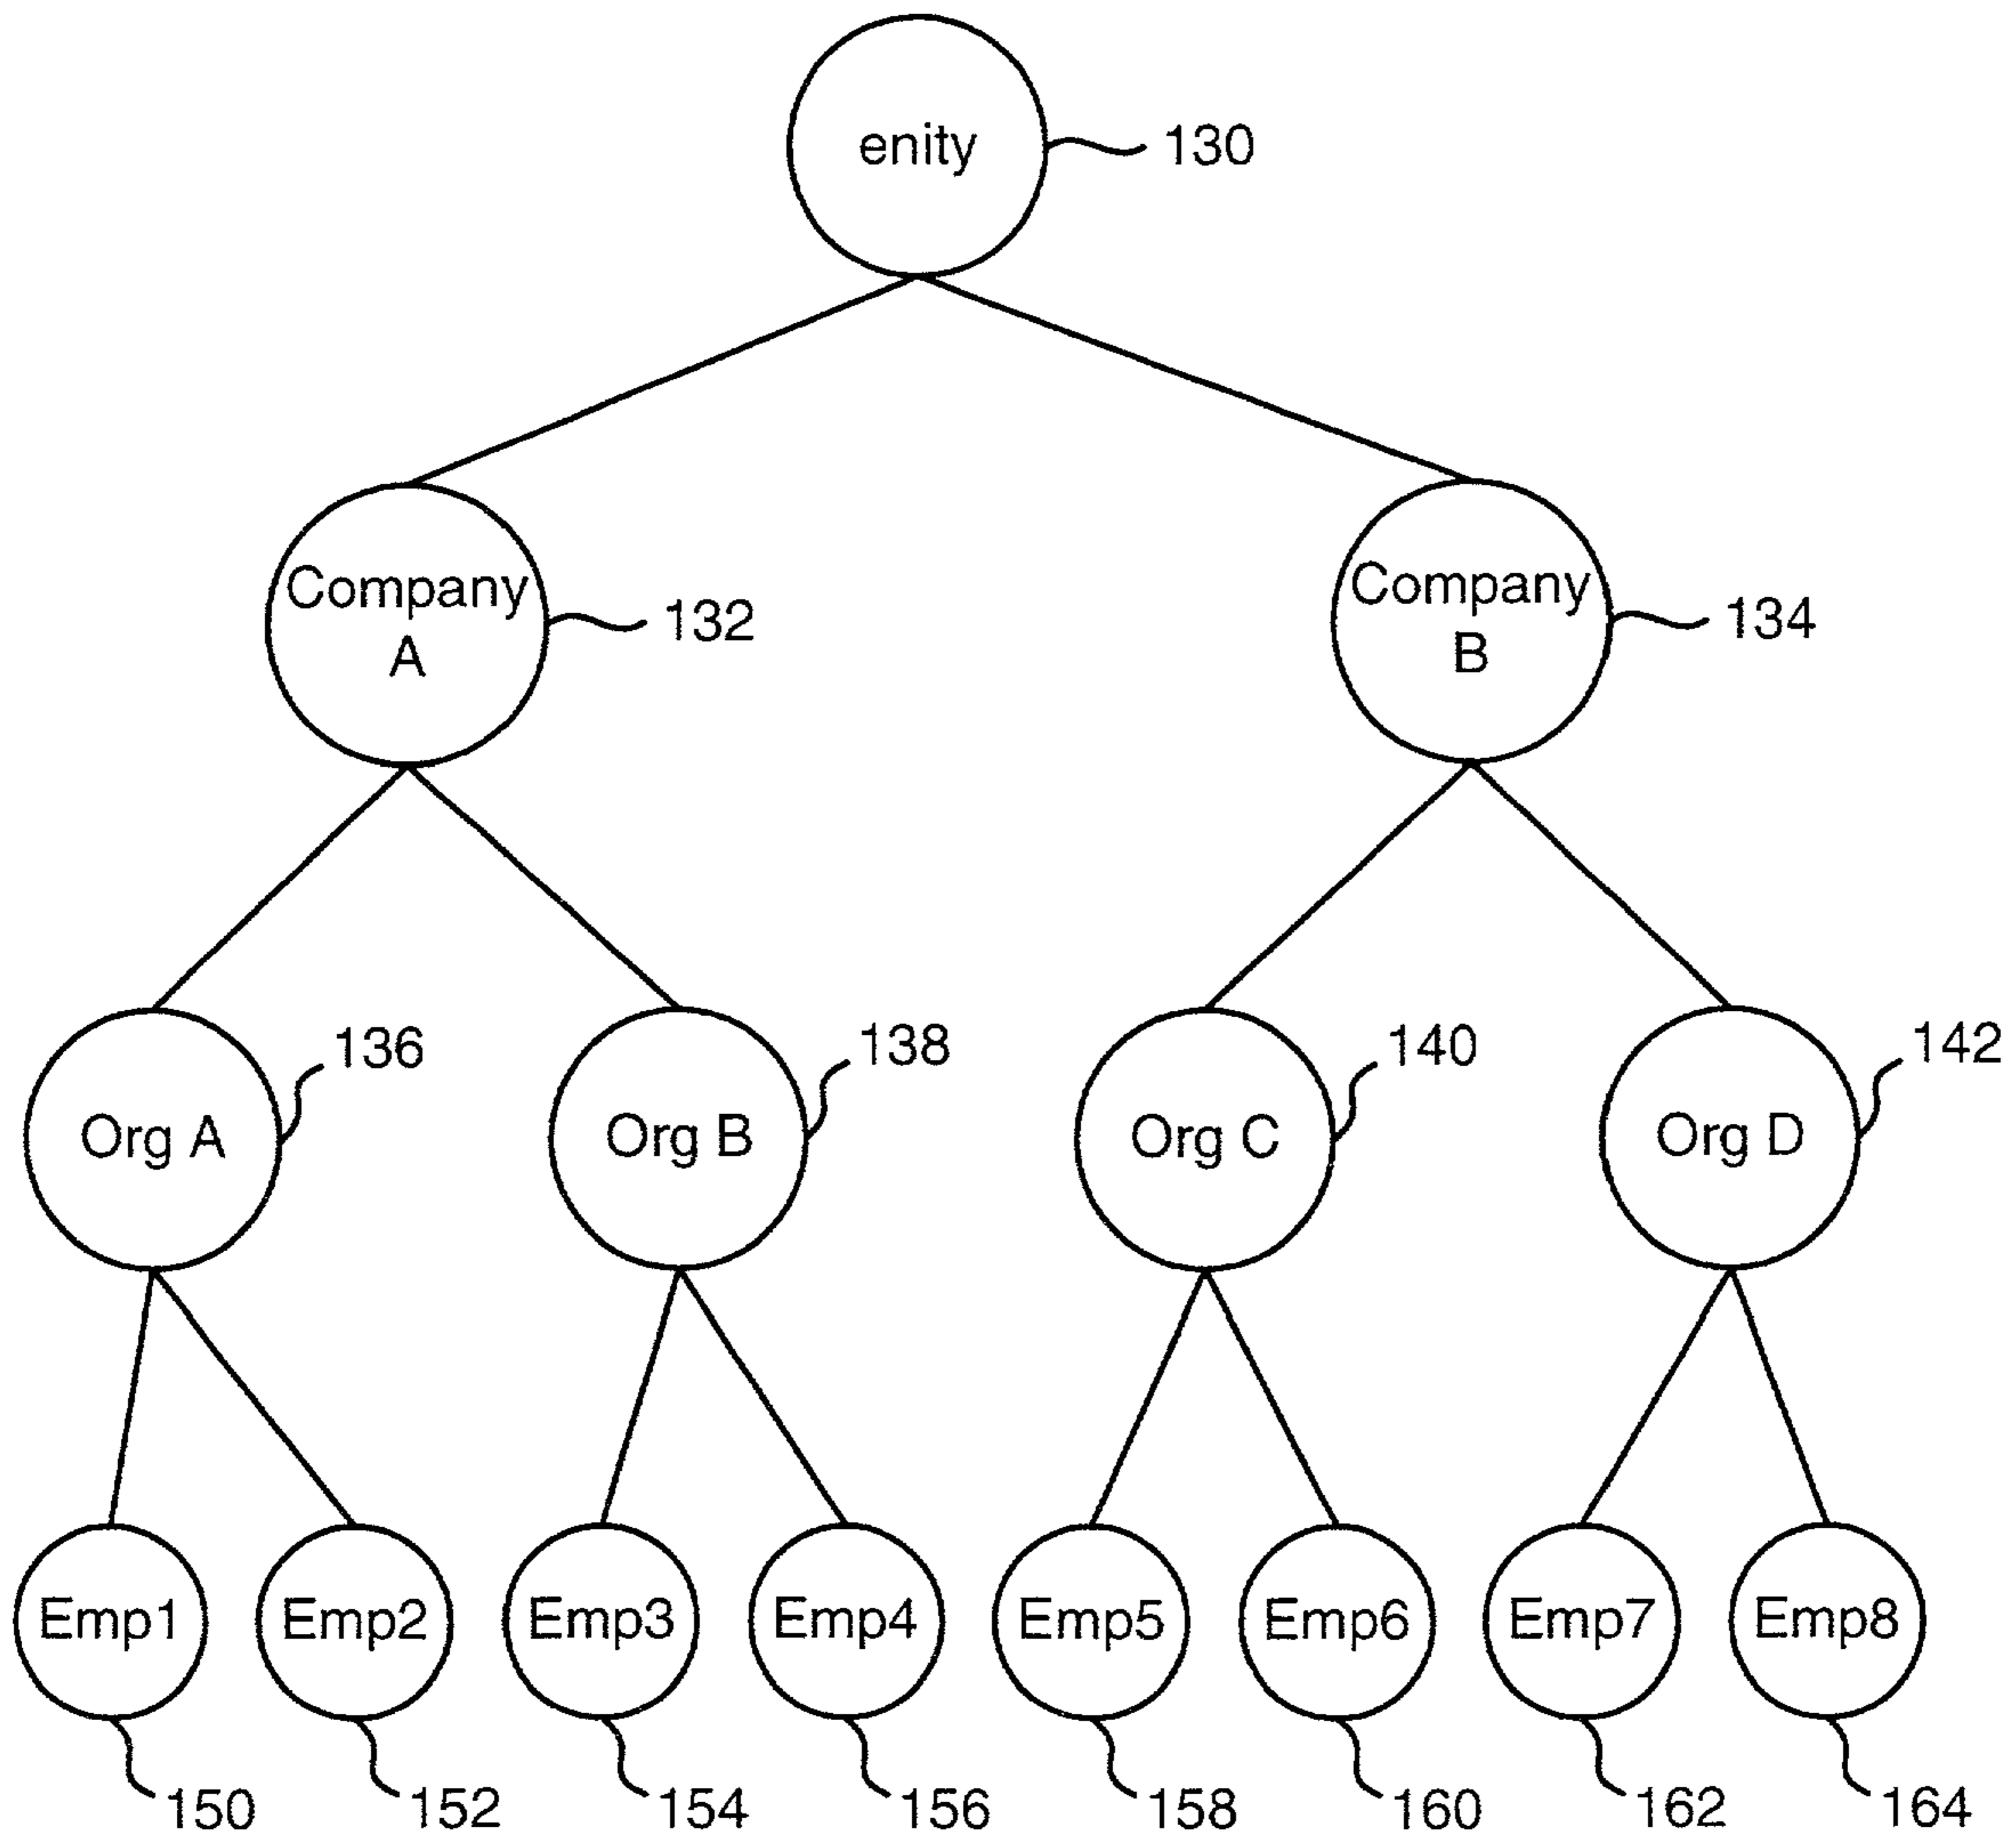 enity
130
Company
A
132
Company
B
134
Org A
136
Org B
138
Org C
140
Org D
142
Emp1
Emp2
Emp3
Emp4
Emp5
Emp6
Emp7
Emp8
150
152
154
156
158
160
162
164